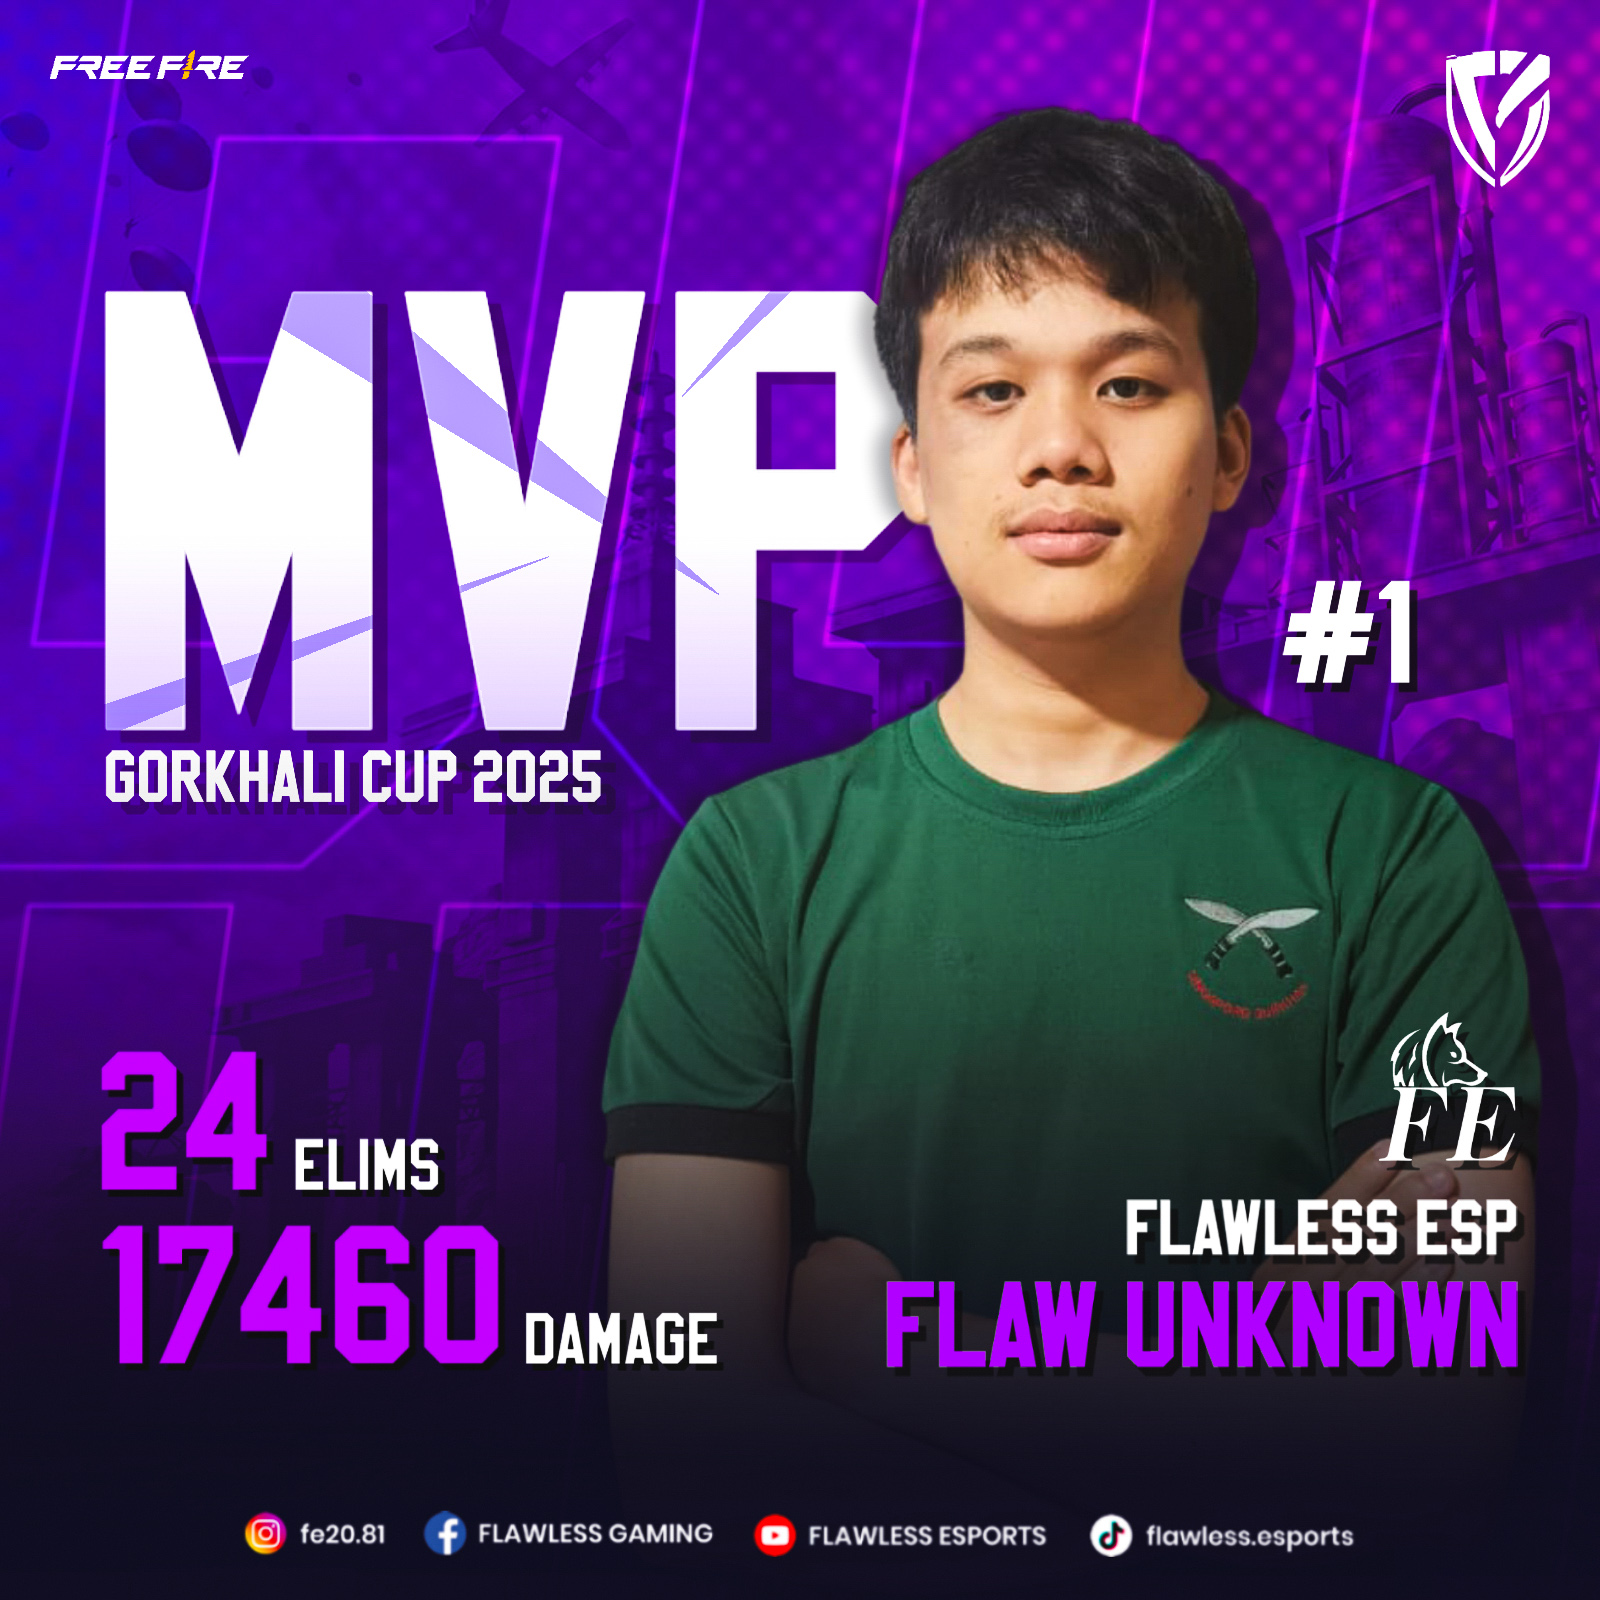 FREE FIRE
MVP
#1
GORKHALI CUP 2025
24 ELIMS
17460 DAMAGE
FE
FLAWLESS ESP
FLAW UNKNOWN
fe20.81
FLAWLESS GAMING
FLAWLESS ESPORTS
flawless.esports